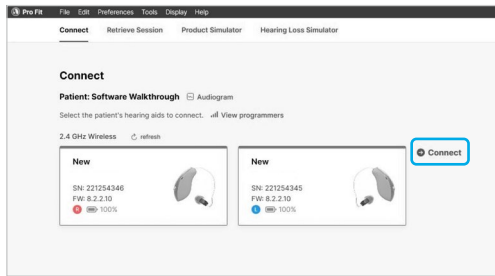 Pro Fit File Edit Preferences Tools Display Help
Connect Retrieve Session Product Simulator Hearing Loss Simulator
Connect
Patient: Software Walkthrough Audiogram
Select the patient's hearing aids to connect. View programmers
2.4 GHz Wireless refresh
New
SN: 221254346
FW: 8.2.2.10
R 100%
New
SN: 221254345
FW: 8.2.2.10
L 100%
Connect